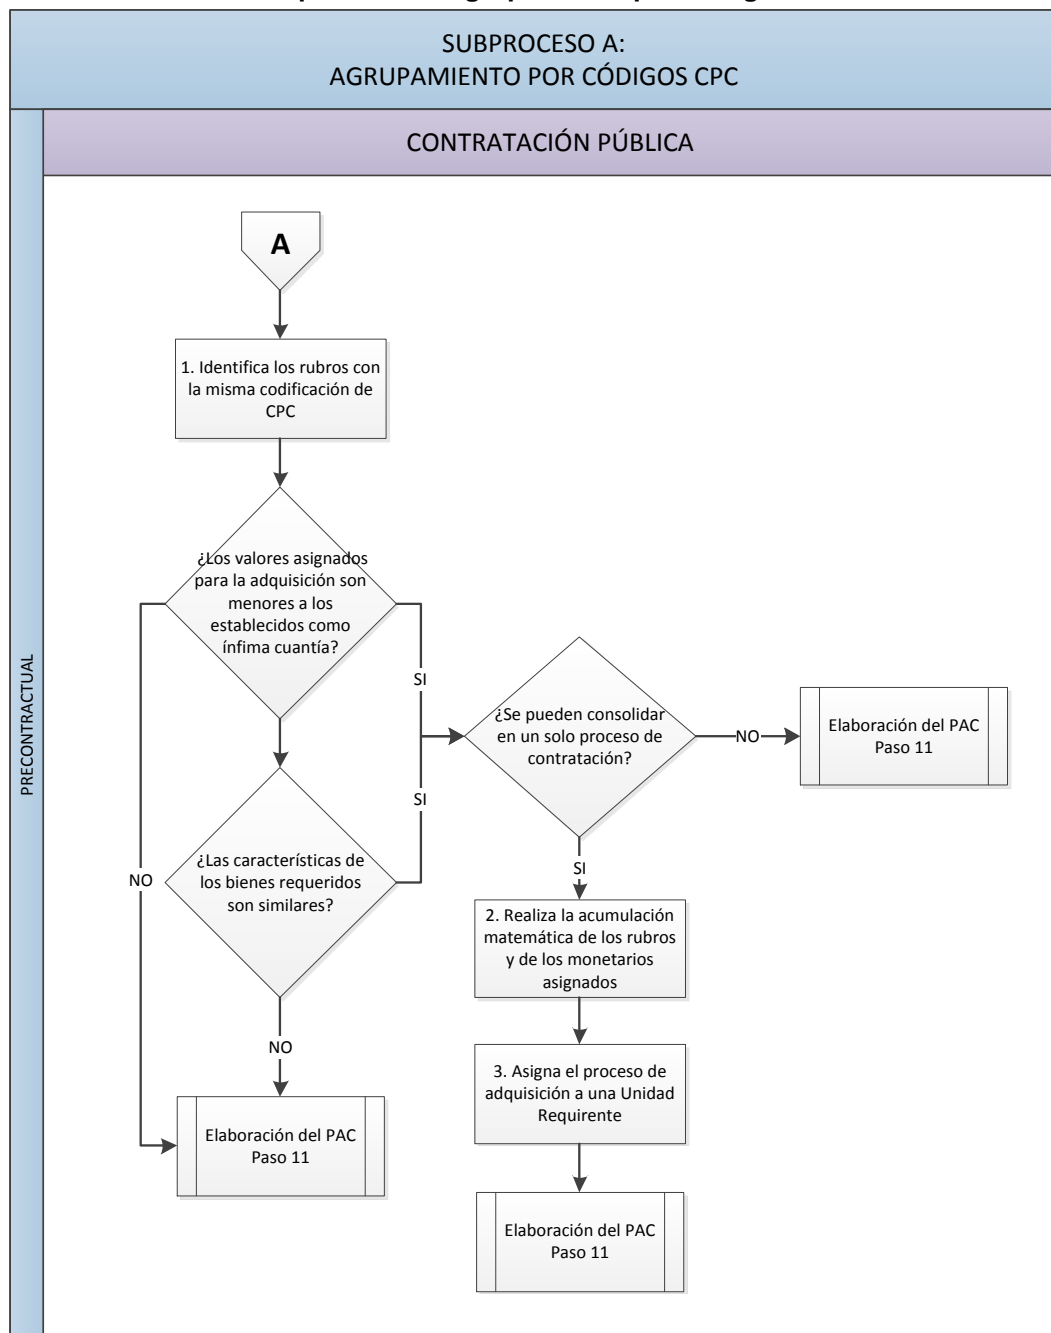 SUBPROCESO A:
AGRUPAMIENTO POR CÓDIGOS CPC
CONTRATACIÓN PÚBLICA
PRECONTRACTUAL
A
1. Identifica los rubros con
la misma codificación de
CPC
¿Los valores asignados
para la adquisición son
menores a los
establecidos como
ínfima cuantía?
SI
¿Se pueden consolidar
en un solo proceso de
contratación?
NO
Elaboración del PAC
Paso 11
SI
¿Las características de
los bienes requeridos
son similares?
NO
SI
2. Realiza la acumulación
matemática de los rubros
y de los monetarios
asignados
NO
3. Asigna el proceso de
adquisición a una Unidad
Requirente
Elaboración del PAC
Paso 11
Elaboración del PAC
Paso 11